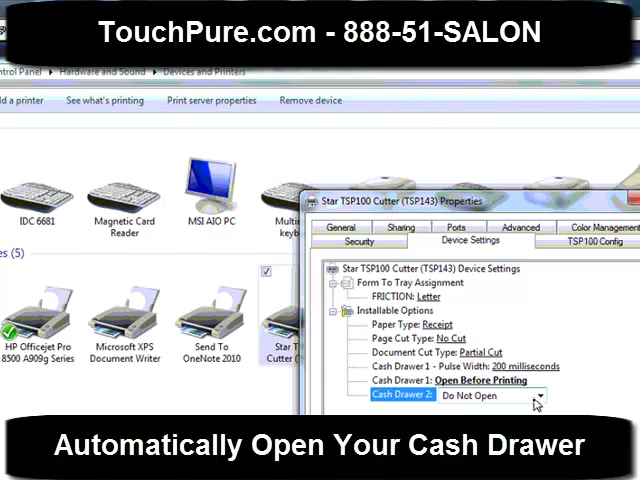 TouchPure.com - 888-51-SALON
ntrol Panel Hardware and Sound Devices and Printers
dd a printer See what's printing Print server properties Remove device
IDC 6681
Magnetic Card
Reader
MSI AIO PC
Multim
keyb
Star TSP100 Cutter (TSP143) Properties
General Sharing Ports Advanced Color Management
Security Device Settings TSP100 Config
es (5)
Star TSP100 Cutter (TSP143) Device Settings
Form To Tray Assignment
FRICTION: Letter
Installable Options
Paper Type: Receipt
Page Cut Type: No Cut
Document Cut Type: Partial Cut
Cash Drawer 1 - Pulse Width: 200 milliseconds
Cash Drawer 1: Open Before Printing
Cash Drawer 2: Do Not Open
HP Officejet Pro
8500 A909g Series
Microsoft XPS
Document Writer
Send To
OneNote 2010
Star T
Cutter (
Automatically Open Your Cash Drawer